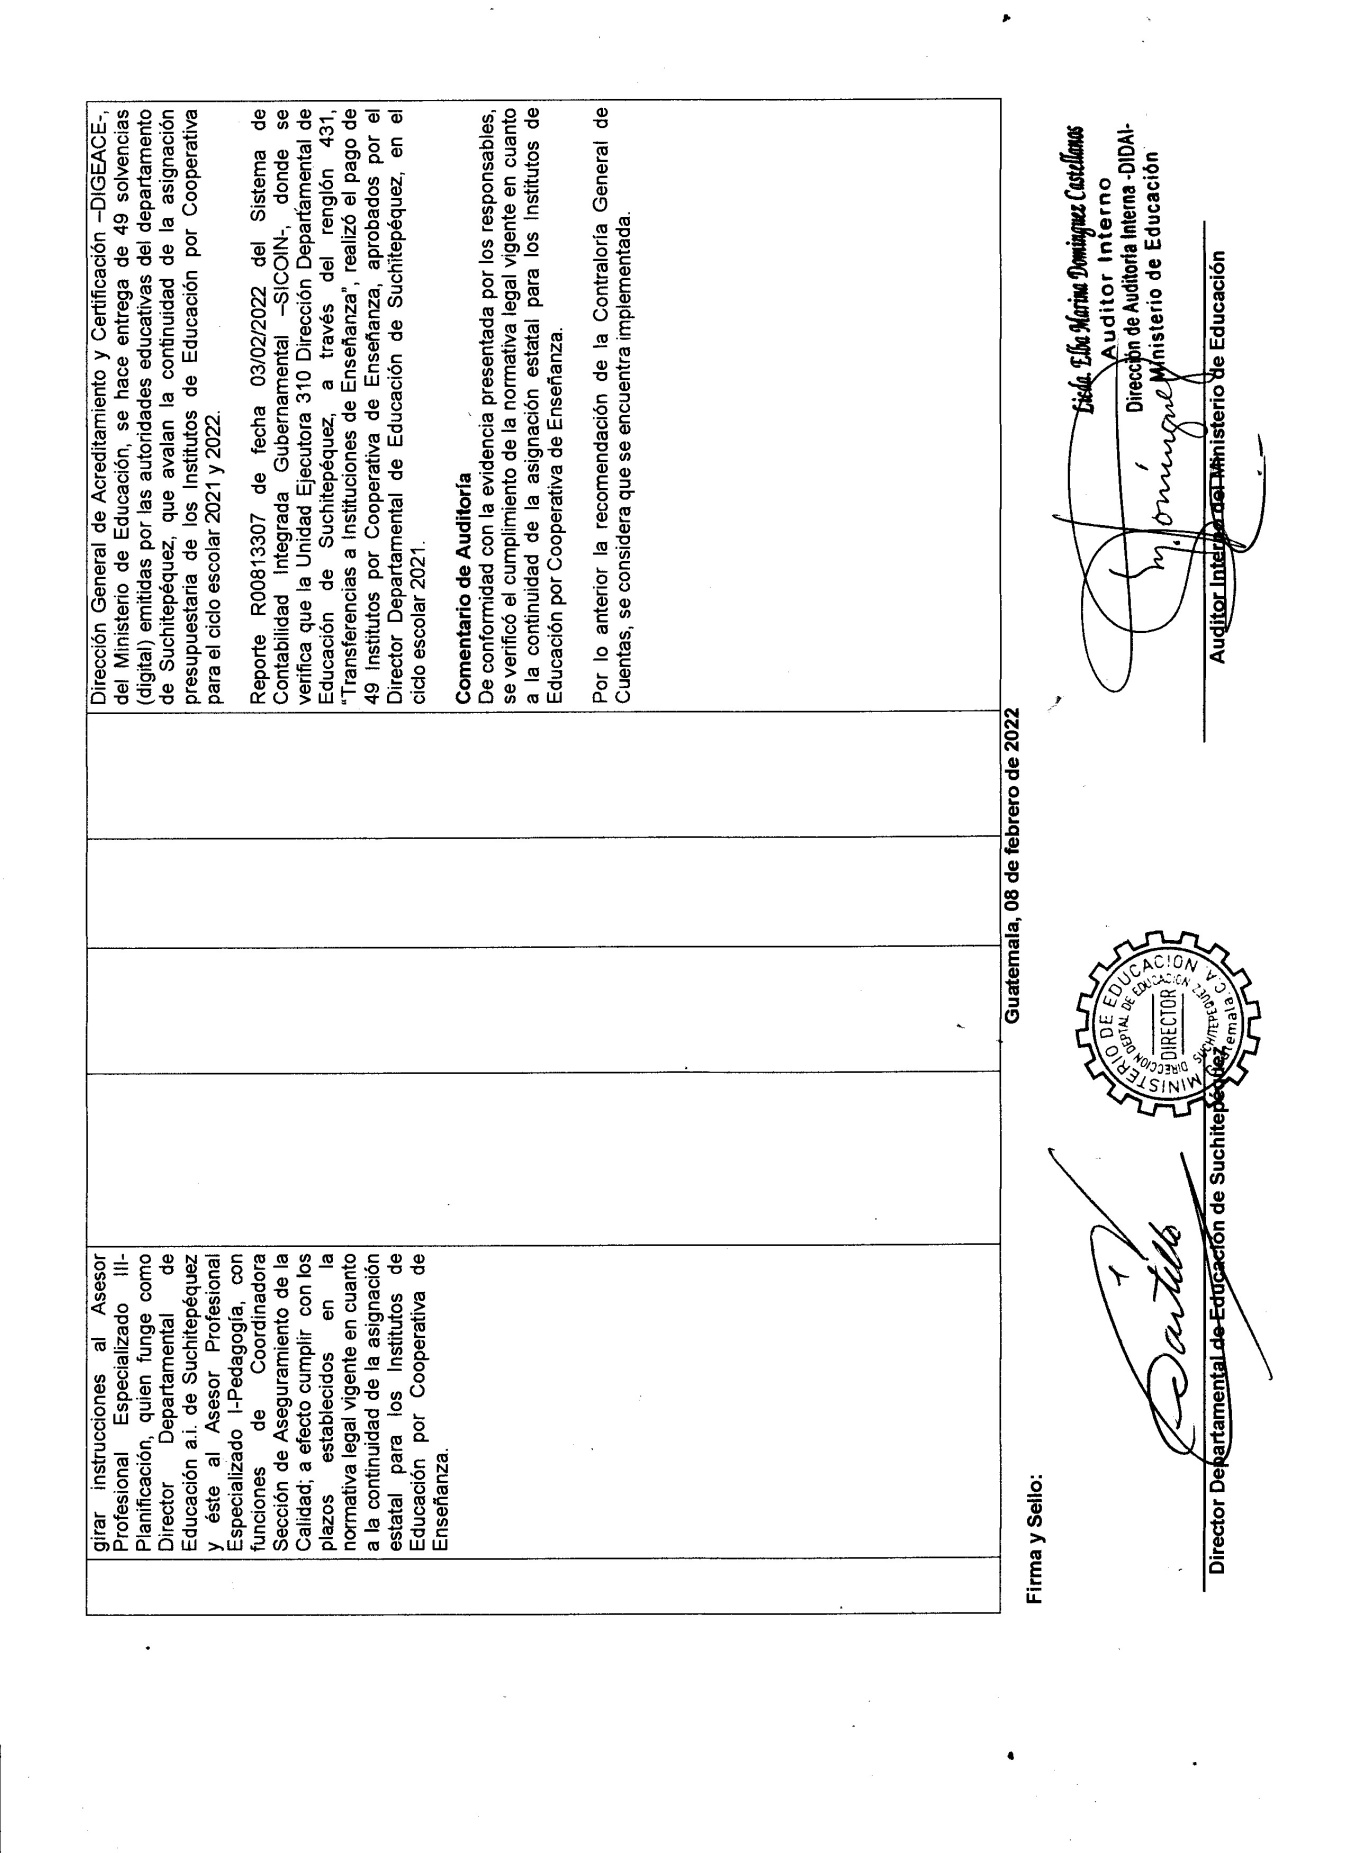 girar instrucciones al Asesor
Profesional Especializado III-
Planificación, quien funge como
Director Departamental de
Educación a.i. de Suchitepéquez
y éste al Asesor Profesional
Especializado I-Pedagogía, con
funciones de Coordinadora
Sección de Aseguramiento de la
Calidad; a efecto cumplir con los
plazos establecidos en la
normativa legal vigente en cuanto
a la continuidad de la asignación
estatal para los Institutos de
Educación por Cooperativa de
Enseñanza.
Dirección General de Acreditamiento y Certificación –DIGEACE-,
del Ministerio de Educación, se hace entrega de 49 solvencias
(digital) emitidas por las autoridades educativas del departamento
de Suchitepéquez, que avalan la continuidad de la asignación
presupuestaria de los Institutos de Educación por Cooperativa
para el ciclo escolar 2021 y 2022.
Reporte R00813307 de fecha 03/02/2022 del Sistema de
Contabilidad Integrada Gubernamental –SICOIN-, donde se
verifica que la Unidad Ejecutora 310 Dirección Departamental de
Educación de Suchitepéquez, a través del renglón 431,
“Transferencias a Instituciones de Enseñanza”, realizó el pago de
49 Institutos por Cooperativa de Enseñanza, aprobados por el
Director Departamental de Educación de Suchitepéquez, en el
ciclo escolar 2021.
Comentario de Auditoría
De conformidad con la evidencia presentada por los responsables,
se verificó el cumplimiento de la normativa legal vigente en cuanto
a la continuidad de la asignación estatal para los Institutos de
Educación por Cooperativa de Enseñanza.
Por lo anterior la recomendación de la Contraloría General de
Cuentas, se considera que se encuentra implementada.
Guatemala, 08 de febrero de 2022
Firma y Sello:
MINISTERIO DE EDUCACION
DIRECCION DEPTAL DE EDUCACION
DIRECTOR
SUCHITEPEQUEZ
Guatemala, C.A.
Director Departamental de Educación de Suchitepéquez
Licda. Elba Marina Dominguez Castellanos
Auditor Interno
Dirección de Auditoría Interna -DIDAI-
Ministerio de Educación
Auditor Interno del Ministerio de Educación